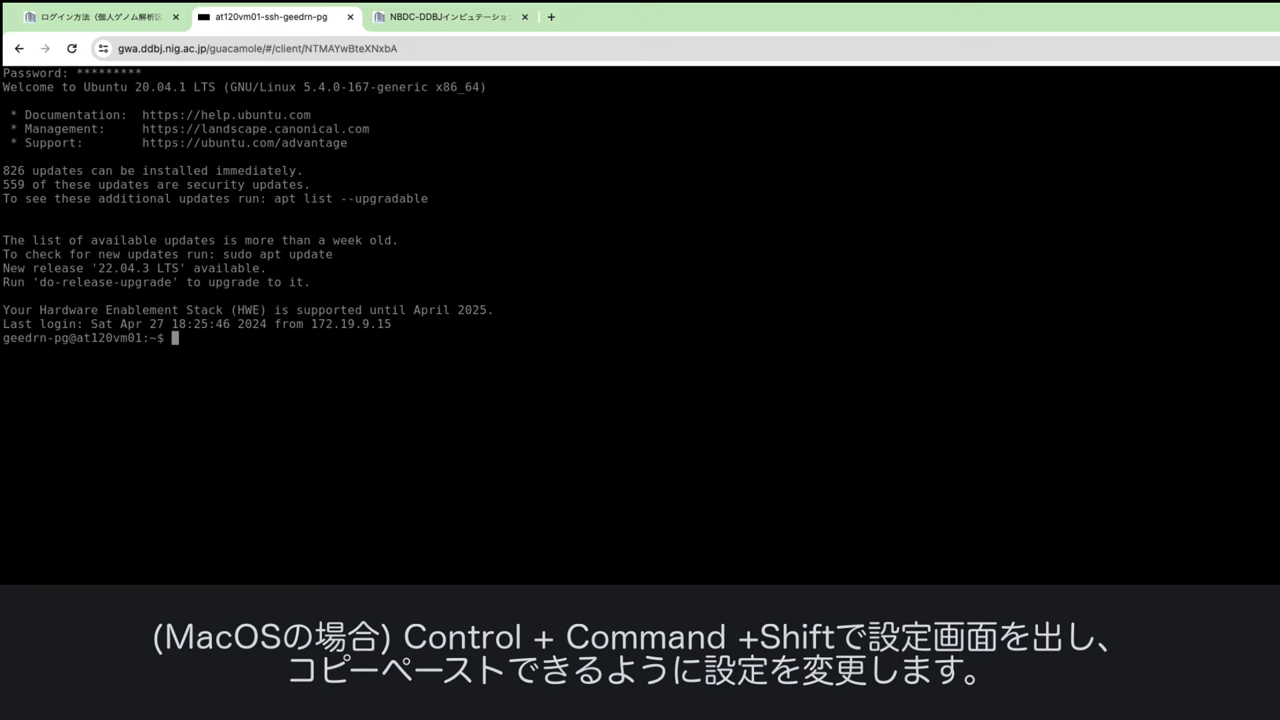 ログイン方法（個人ゲノム解析区
at120vm01-ssh-geedrn-pg
NBDC-DDBJインピュテーション
gwa.ddbj.nig.ac.jp/guacamole/#/client/NTMAYwBteXNxbA
Password: *********
Welcome to Ubuntu 20.04.1 LTS (GNU/Linux 5.4.0-167-generic x86_64)
* Documentation: https://help.ubuntu.com
* Management: https://landscape.canonical.com
* Support: https://ubuntu.com/advantage
826 updates can be installed immediately.
559 of these updates are security updates.
To see these additional updates run: apt list --upgradable
The list of available updates is more than a week old.
To check for new updates run: sudo apt update
New release '22.04.3 LTS' available.
Run 'do-release-upgrade' to upgrade to it.
Your Hardware Enablement Stack (HWE) is supported until April 2025.
Last login: Sat Apr 27 18:25:46 2024 from 172.19.9.15
geedrn-pg@at120vm01:~$
(MacOSの場合) Control + Command +Shiftで設定画面を出し、
コピーペーストできるように設定を変更します。